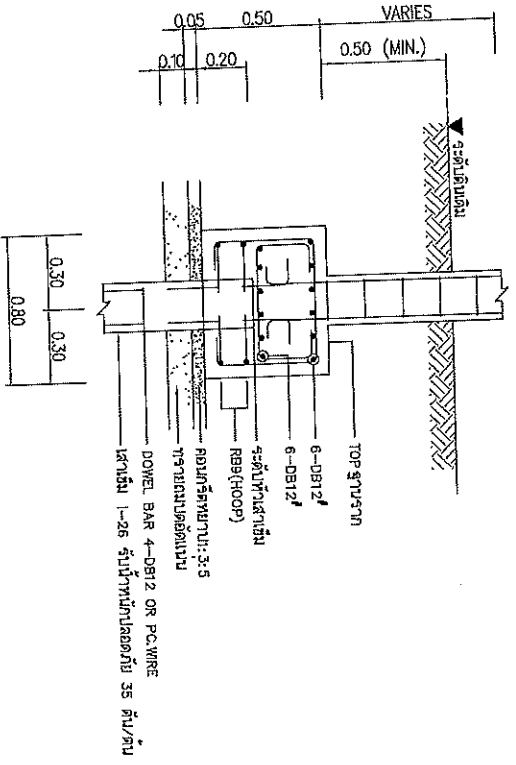 VARIES
0.50
0.05
0.50 (MIN.)
0.20
0.10
ระดับดินเดิม
TOP ฐานราก
6-DB12#
6-DB12#
ระดับหัวเสาเข็ม
RB9(HOOP)
คอนกรีตหยาบ1:3:5
ทรายถมบดอัดแน่น
DOWEL BAR 4-DB12 OR PC.WIRE
เสาเข็ม I-26 รับน้ำหนักปลอดภัย 35 ตัน/ต้น
0.30
0.30
0.80